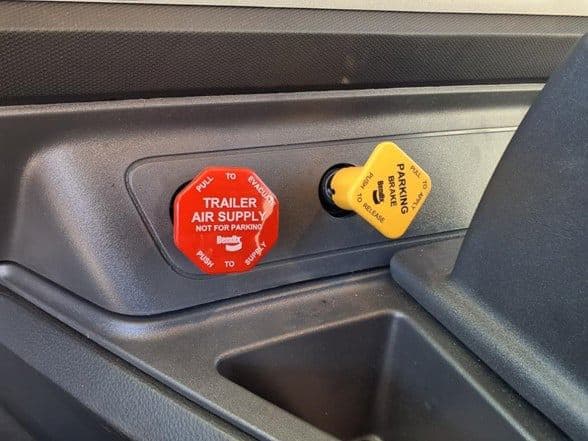 PULL TO EVACUATE
TRAILER
AIR SUPPLY
NOT FOR PARKING
Bendix
PUSH TO SUPPLY
PULL TO APPLY
PARKING
BRAKE
Bendix
PUSH TO RELEASE